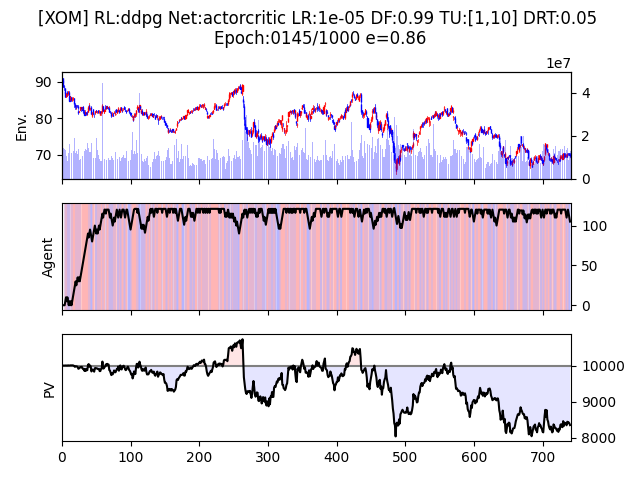 [XOM] RL:ddpg Net:actorcritic LR:1e-05 DF:0.99 TU:[1,10] DRT:0.05
Epoch:0145/1000 e=0.86
1e7
90
80
70
Env.
4
2
0
Agent
100
50
0
PV
10000
9000
8000
0 100 200 300 400 500 600 700